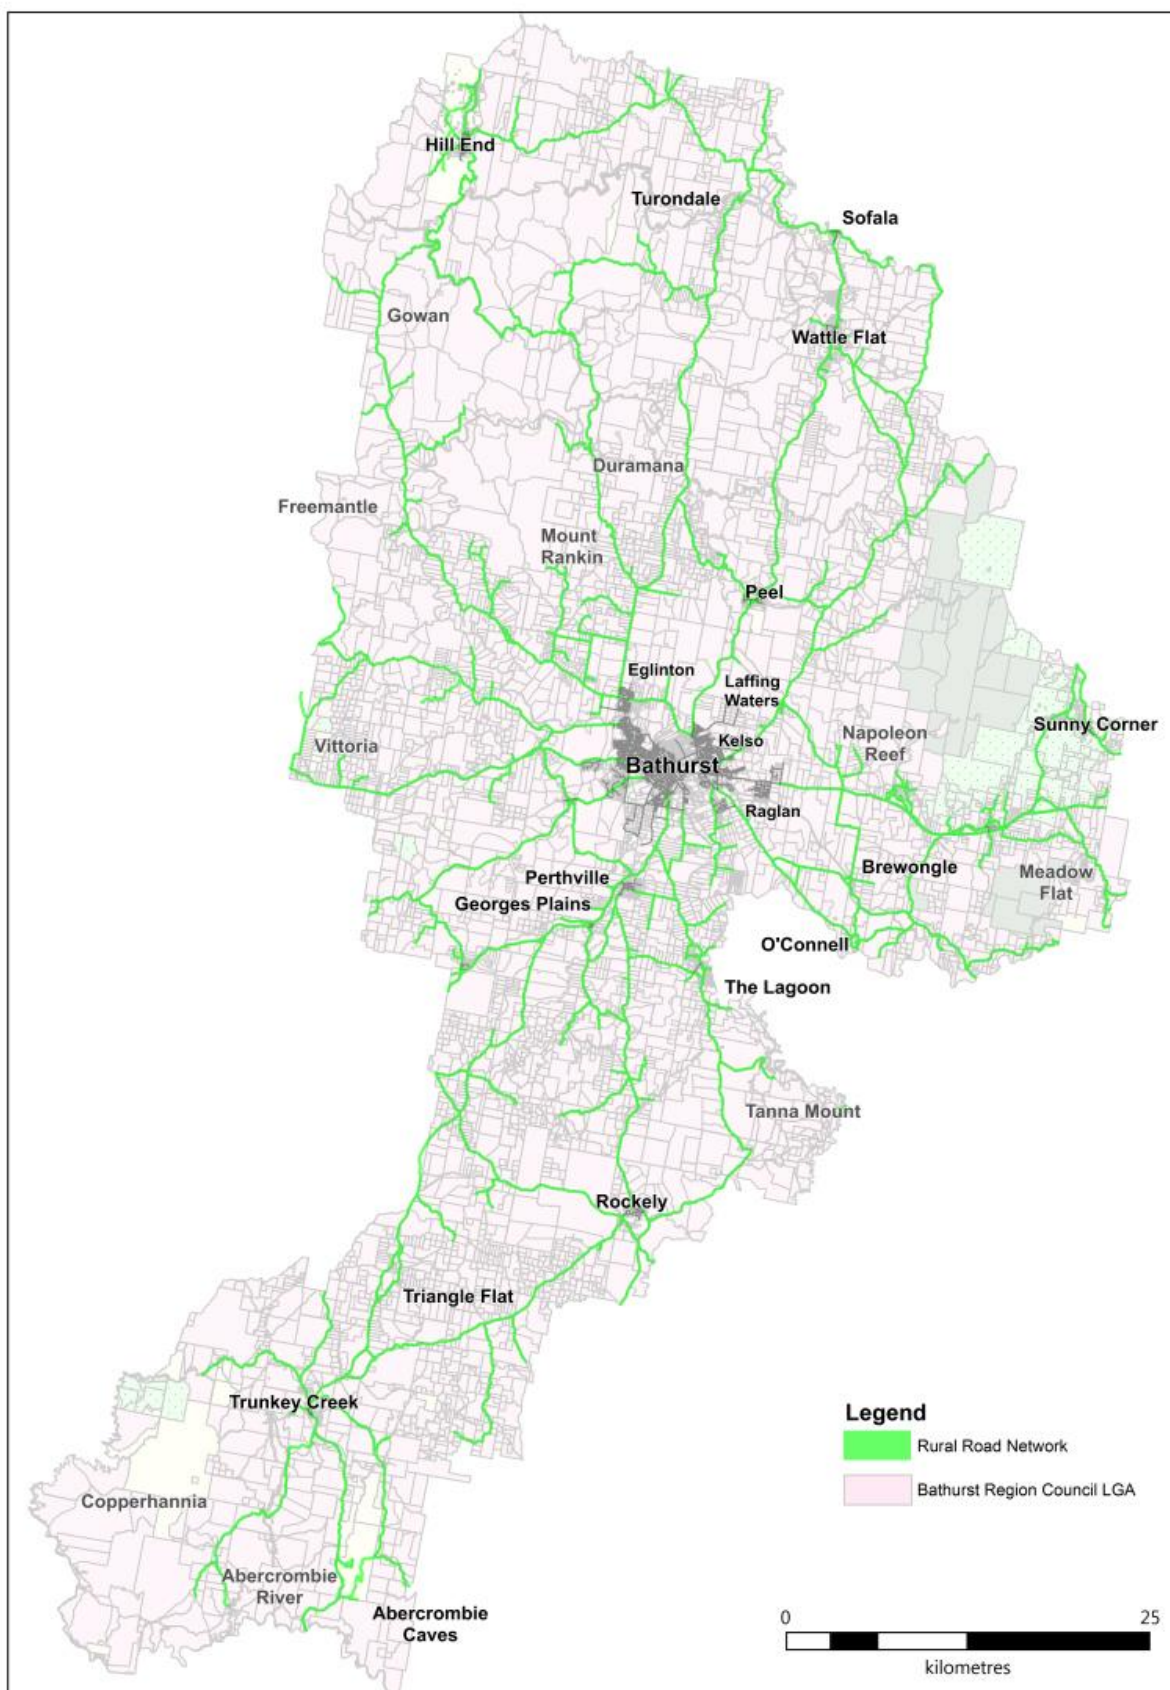 Hill End
Turondale
Sofala
Gowan
Wattle Flat
Duramana
Freemantle
Mount
Rankin
Peel
Eglinton
Laffing
Waters
Sunny Corner
Napoleon
Reef
Kelso
Vittoria
Bathurst
Raglan
Brewongle
Meadow
Flat
Perthville
Georges Plains
O'Connell
The Lagoon
Tanna Mount
Rockely
Triangle Flat
Trunkey Creek
Legend
Rural Road Network
Bathurst Region Council LGA
Copperhannia
Abercrombie
River
Abercrombie
Caves
0 25
kilometres